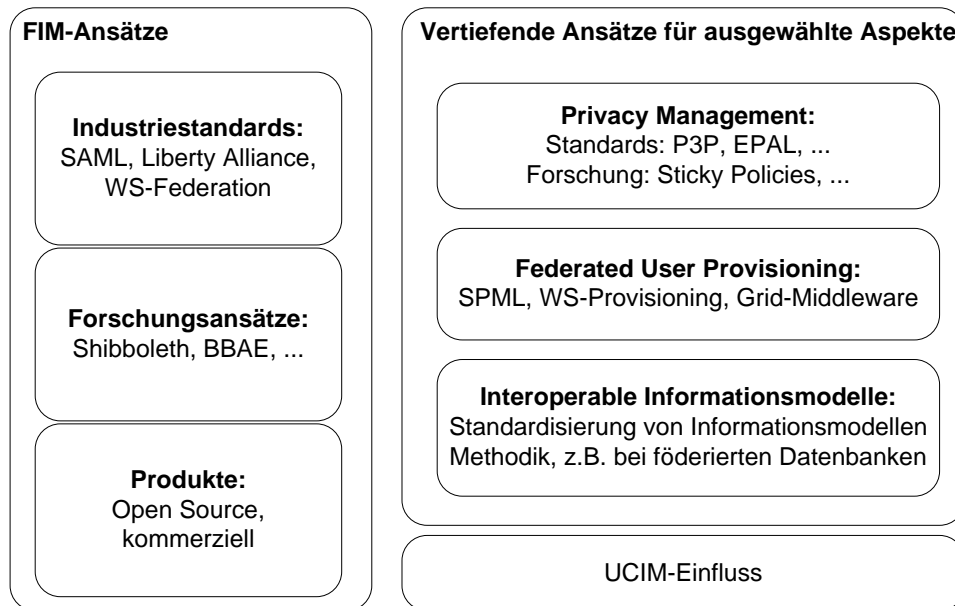 FIM-Ansätze
Industriestandards:
SAML, Liberty Alliance,
WS-Federation
Forschungsansätze:
Shibboleth, BBAE, ...
Produkte:
Open Source,
kommerziell
Vertiefende Ansätze für ausgewählte Aspekte
Privacy Management:
Standards: P3P, EPAL, ...
Forschung: Sticky Policies, ...
Federated User Provisioning:
SPML, WS-Provisioning, Grid-Middleware
Interoperable Informationsmodelle:
Standardisierung von Informationsmodellen
Methodik, z.B. bei föderierten Datenbanken
UCIM-Einfluss